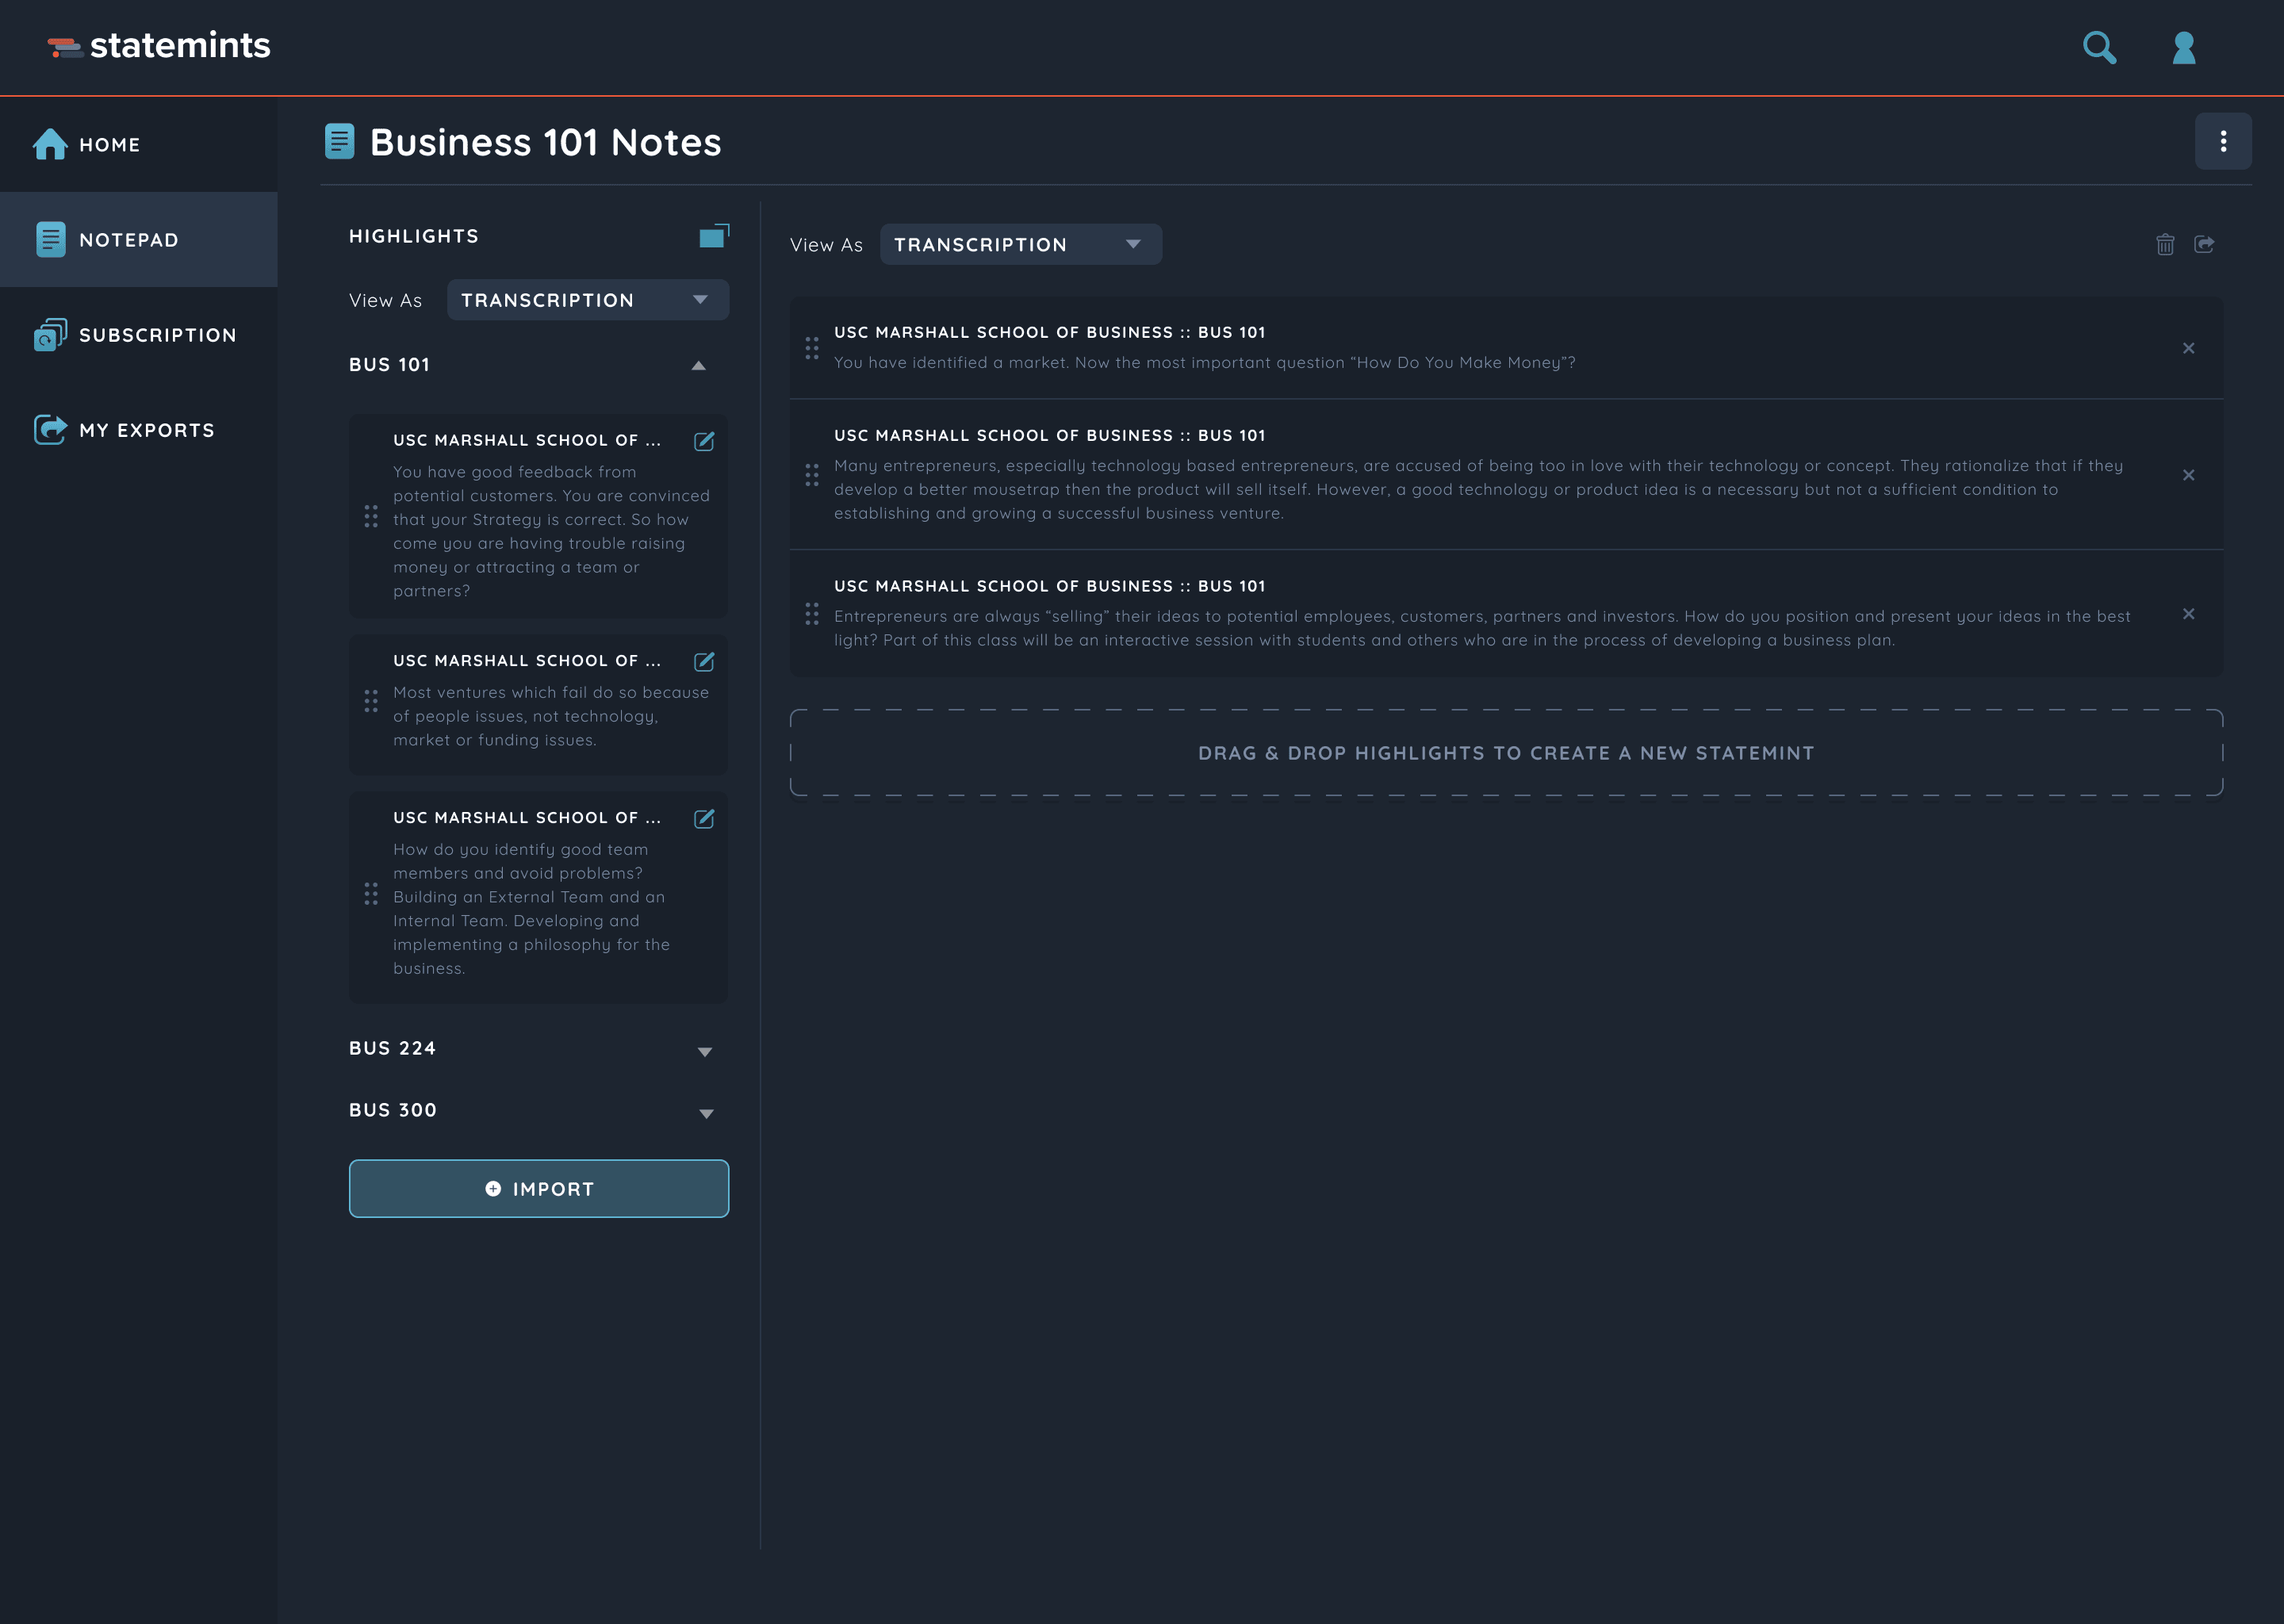 statemints
HOME
NOTEPAD
SUBSCRIPTION
MY EXPORTS
Business 101 Notes
HIGHLIGHTS
View As TRANSCRIPTION
BUS 101
USC MARSHALL SCHOOL OF ...
You have good feedback from
potential customers. You are convinced
that your Strategy is correct. So how
come you are having trouble raising
money or attracting a team or
partners?
USC MARSHALL SCHOOL OF ...
Most ventures which fail do so because
of people issues, not technology,
market or funding issues.
USC MARSHALL SCHOOL OF ...
How do you identify good team
members and avoid problems?
Building an External Team and an
Internal Team. Developing and
implementing a philosophy for the
business.
BUS 224
BUS 300
IMPORT
View As TRANSCRIPTION
USC MARSHALL SCHOOL OF BUSINESS :: BUS 101
You have identified a market. Now the most important question “How Do You Make Money”?
USC MARSHALL SCHOOL OF BUSINESS :: BUS 101
Many entrepreneurs, especially technology based entrepreneurs, are accused of being too in love with their technology or concept. They rationalize that if they
develop a better mousetrap then the product will sell itself. However, a good technology or product idea is a necessary but not a sufficient condition to
establishing and growing a successful business venture.
USC MARSHALL SCHOOL OF BUSINESS :: BUS 101
Entrepreneurs are always “selling” their ideas to potential employees, customers, partners and investors. How do you position and present your ideas in the best
light? Part of this class will be an interactive session with students and others who are in the process of developing a business plan.
DRAG & DROP HIGHLIGHTS TO CREATE A NEW STATEMINT